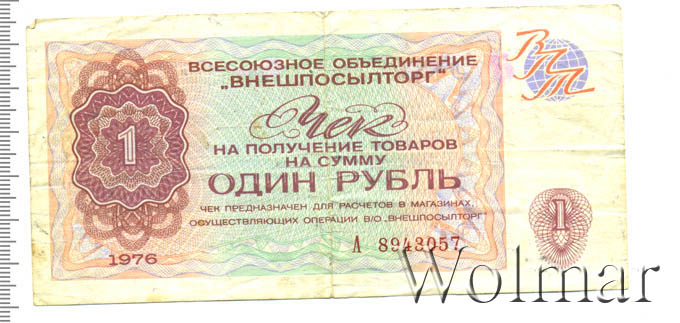 ВСЕСОЮЗНОЕ ОБЪЕДИНЕНИЕ
„ВНЕШПОСЫЛТОРГ"
ВПТ
Чек
НА ПОЛУЧЕНИЕ ТОВАРОВ
НА СУММУ
ОДИН РУБЛЬ
1
ЧЕК ПРЕДНАЗНАЧЕН ДЛЯ РАСЧЕТОВ В МАГАЗИНАХ,
ОСУЩЕСТВЛЯЮЩИХ ОПЕРАЦИИ В/О „ВНЕШПОСЫЛТОРГ"
1
А 8943057
1976
Wolmar